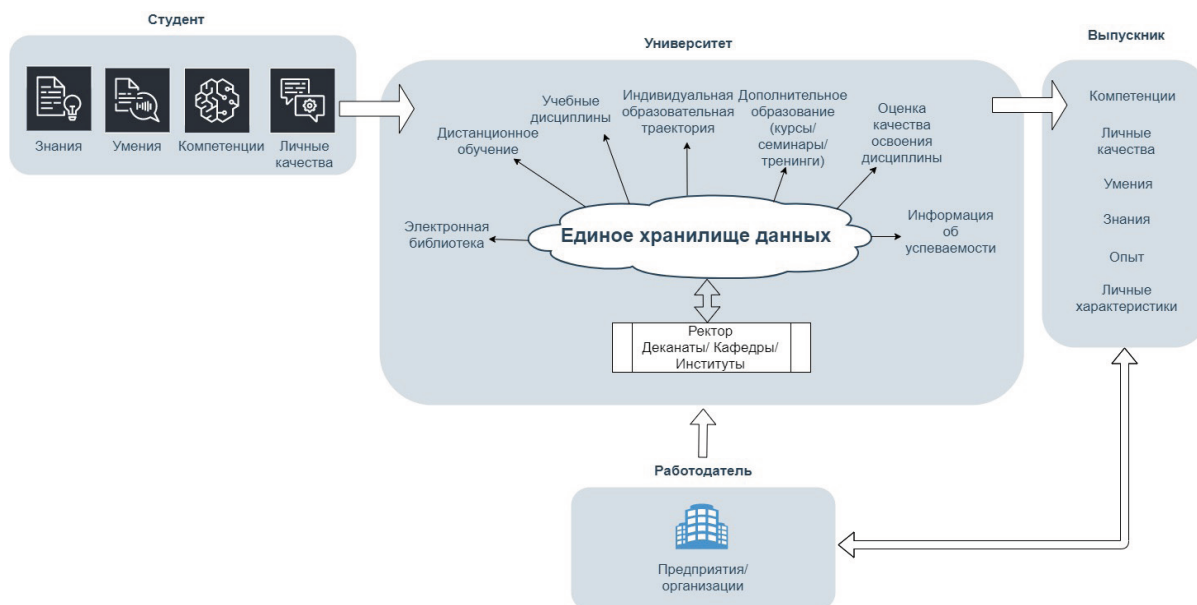 Студент
Знания
Умения
Компетенции
Личные
качества
Университет
Дистанционное
обучение
Учебные
дисциплины
Индивидуальная
образовательная
траектория
Дополнительное
образование
(курсы/
семинары/
тренинги)
Оценка
качества
освоения
дисциплины
Электронная
библиотека
Единое хранилище данных
Информация
об
успеваемости
Ректор
Деканаты/ Кафедры/
Институты
Выпускник
Компетенции
Личные
качества
Умения
Знания
Опыт
Личные
характеристики
Работодатель
Предприятия/
организации